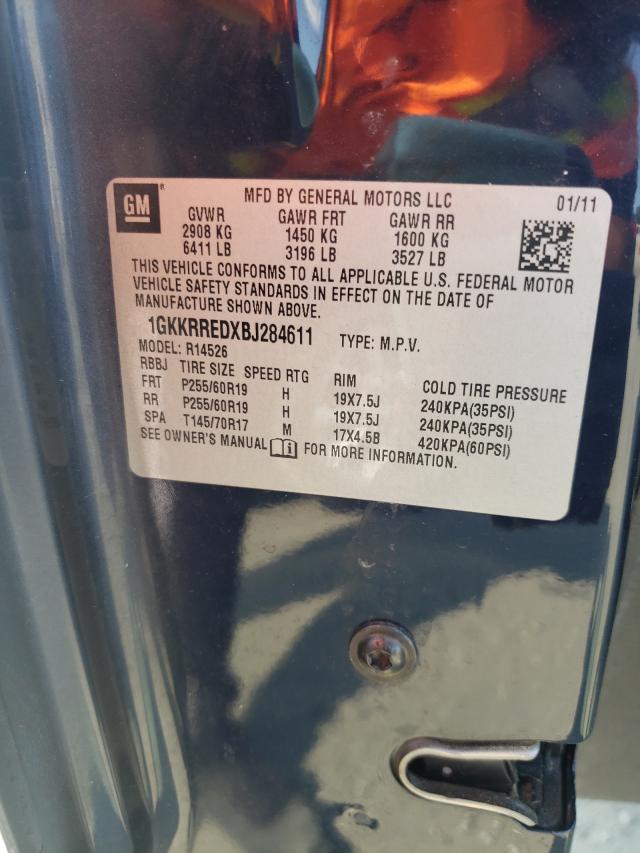 GM
MFD BY GENERAL MOTORS LLC 01/11
GVWR GAWR FRT GAWR RR
2908 KG 1450 KG 1600 KG
6411 LB 3196 LB 3527 LB
THIS VEHICLE CONFORMS TO ALL APPLICABLE U.S. FEDERAL MOTOR
VEHICLE SAFETY STANDARDS IN EFFECT ON THE DATE OF
MANUFACTURE SHOWN ABOVE.
1GKKRREDXBJ284611 TYPE: M.P.V.
MODEL: R14526
RBBJ TIRE SIZE SPEED RTG RIM COLD TIRE PRESSURE
FRT P255/60R19 H 19X7.5J 240KPA(35PSI)
RR P255/60R19 H 19X7.5J 240KPA(35PSI)
SPA T145/70R17 M 17X4.5B 420KPA(60PSI)
SEE OWNER'S MANUAL FOR MORE INFORMATION.